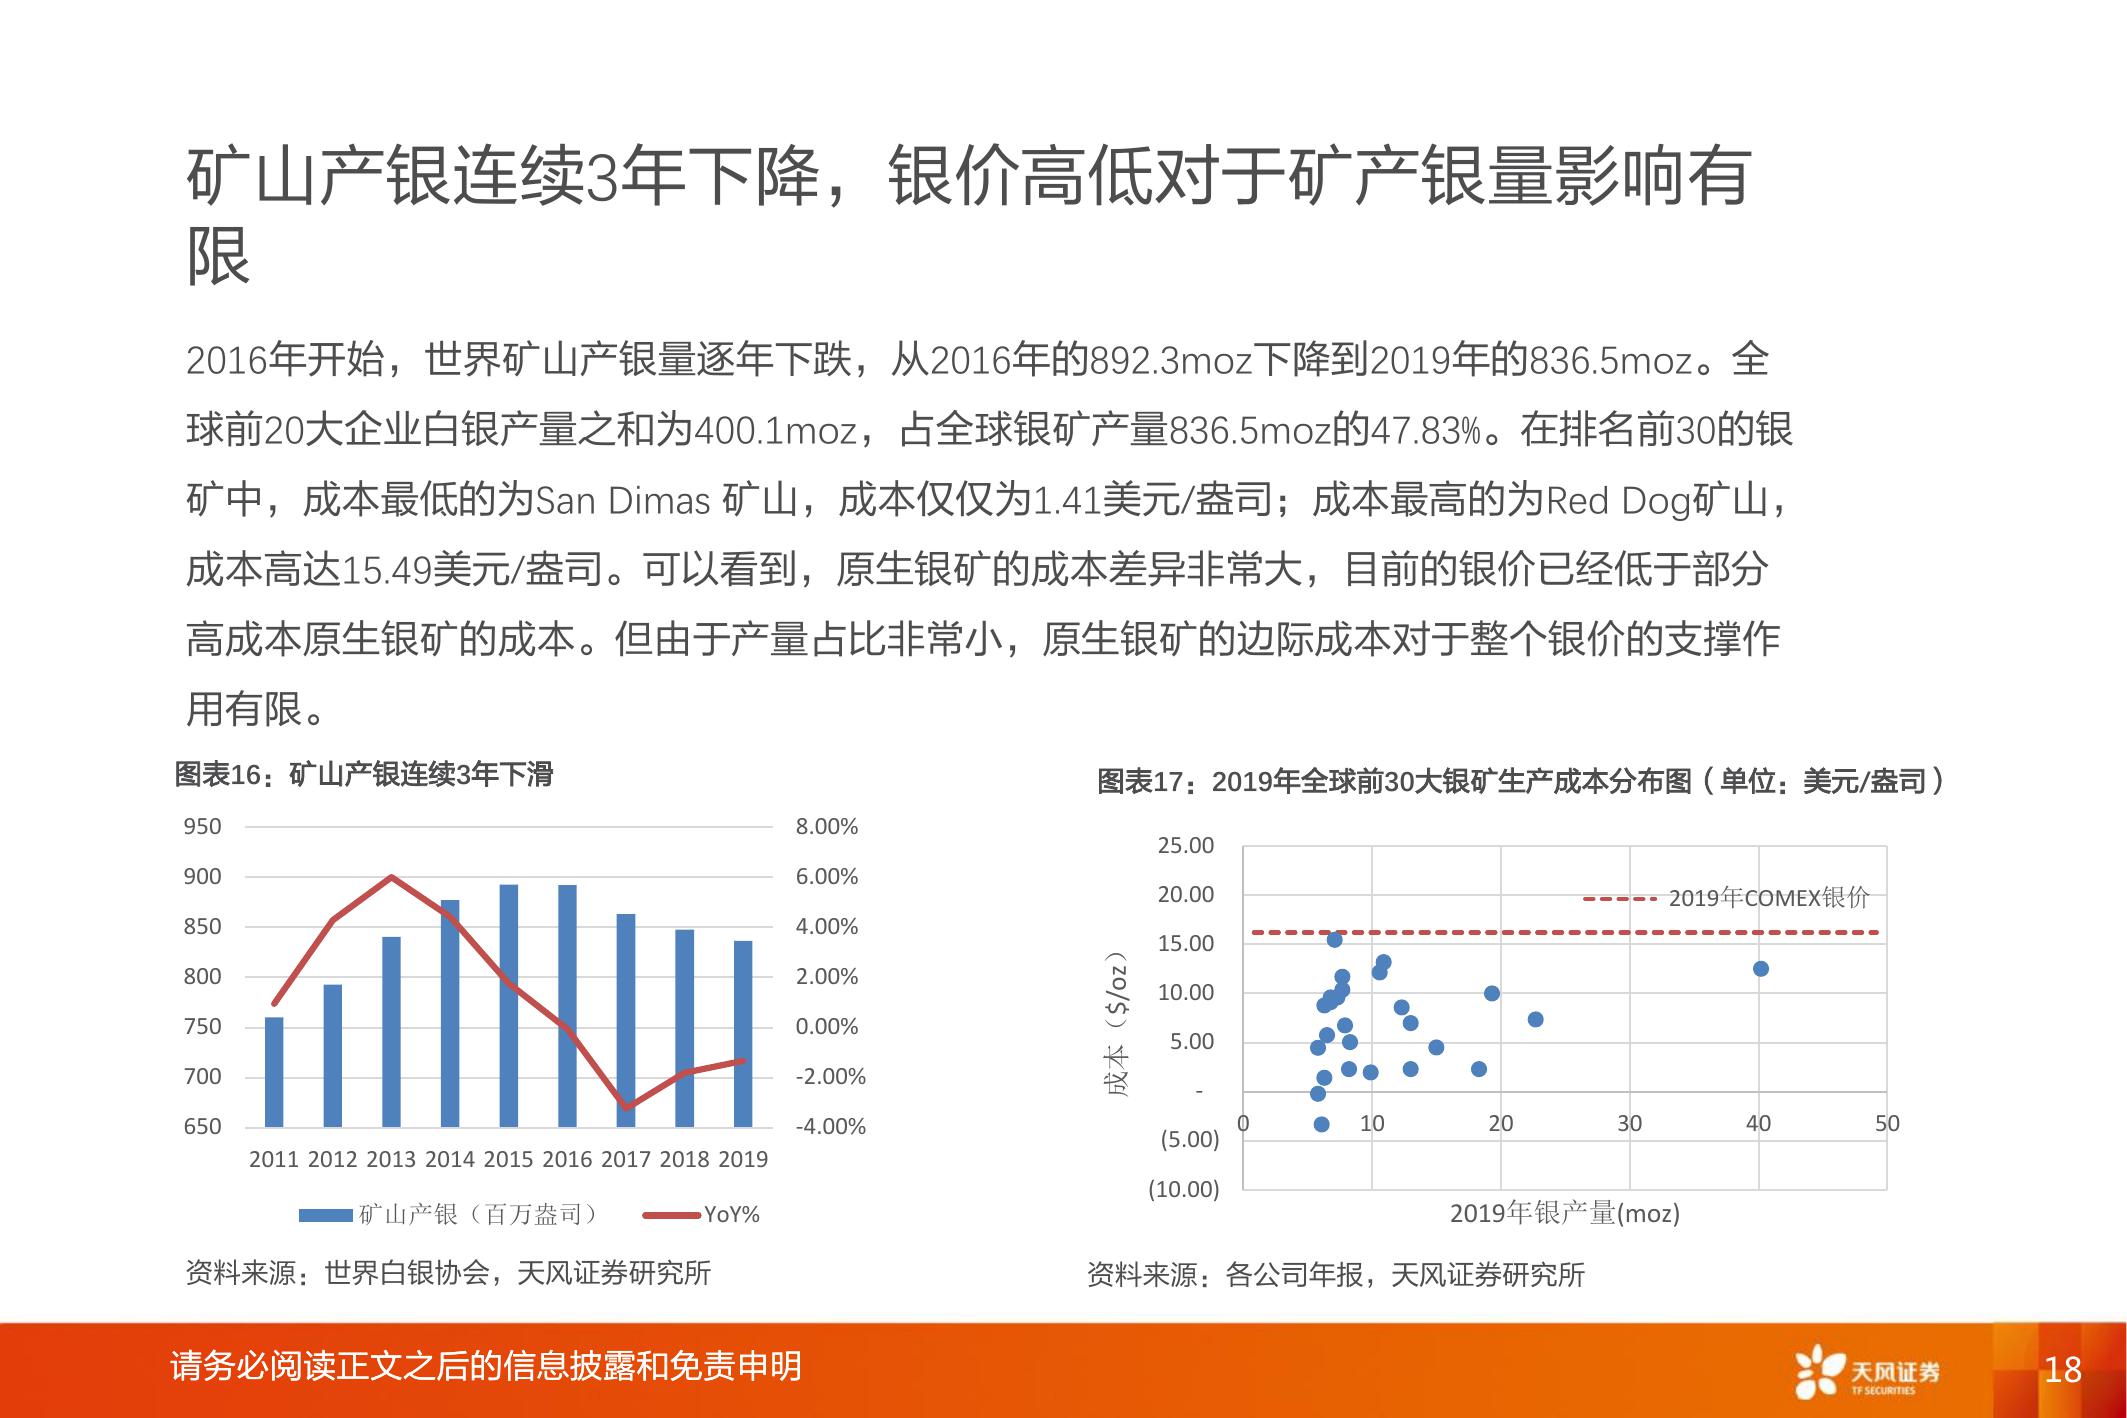 矿山产银连续3年下降，银价高低对于矿产银量影响有
限
2016年开始，世界矿山产银量逐年下跌，从2016年的892.3moz下降到2019年的836.5moz。全
球前20大企业白银产量之和为400.1moz，占全球银矿产量836.5moz的47.83%。在排名前30的银
矿中，成本最低的为San Dimas 矿山，成本仅仅为1.41美元/盎司；成本最高的为Red Dog矿山，
成本高达15.49美元/盎司。可以看到，原生银矿的成本差异非常大，目前的银价已经低于部分
高成本原生银矿的成本。但由于产量占比非常小，原生银矿的边际成本对于整个银价的支撑作
用有限。
图表16：矿山产银连续3年下滑
950
900
850
800
750
700
650
8.00%
6.00%
4.00%
2.00%
0.00%
-2.00%
-4.00%
2011 2012 2013 2014 2015 2016 2017 2018 2019
矿山产银（百万盎司） YoY%
资料来源：世界白银协会，天风证券研究所
图表17：2019年全球前30大银矿生产成本分布图（单位：美元/盎司）
成本（$/oz）
25.00
20.00
15.00
10.00
5.00
-
(5.00)
(10.00)
2019年COMEX银价
0 10 20 30 40 50
2019年银产量(moz)
资料来源：各公司年报，天风证券研究所
请务必阅读正文之后的信息披露和免责申明
天风证券
TF SECURITIES
18